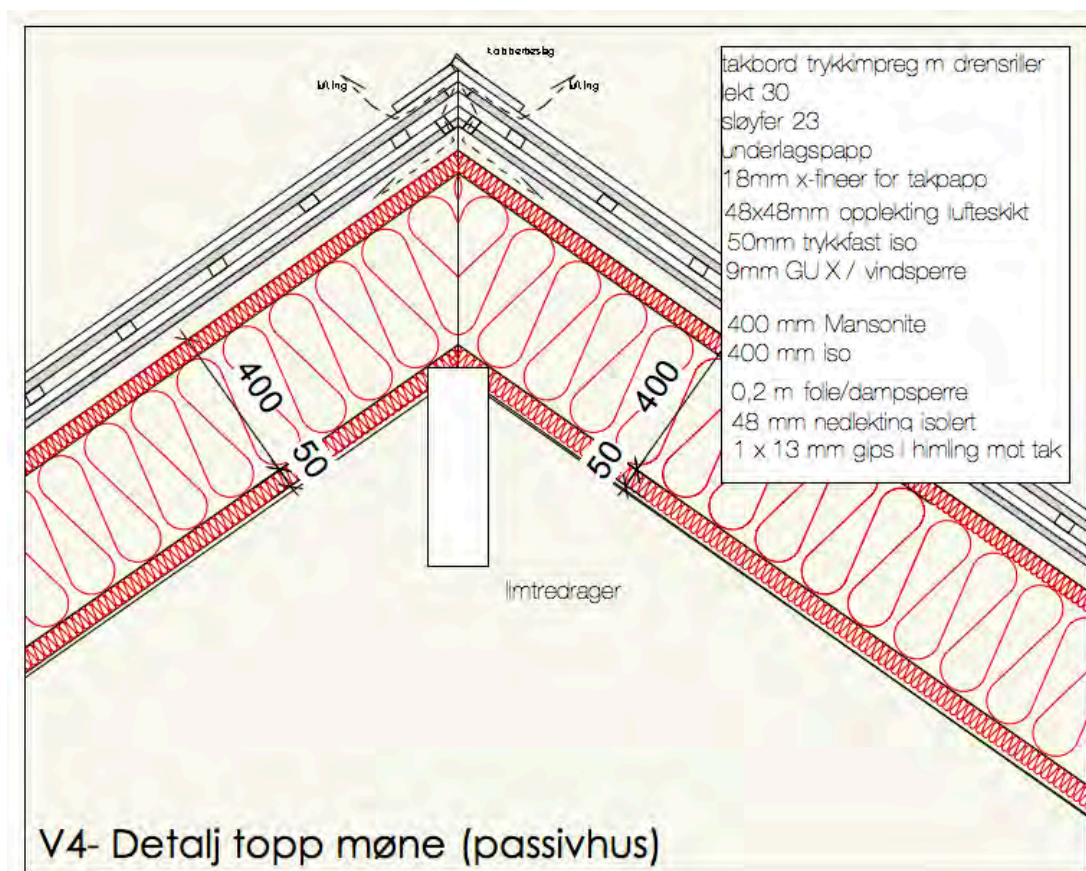 kobberbeslag
lufting
lufting
takbord trykkimpreg m drensriller
lekt 30
sløyfer 23
underlagspapp
18mm x-fineer for takpapp
48x48mm opplekting lufteskikt
50mm trykkfast iso
9mm GU X / vindsperre
400 mm Mansonite
400 mm iso
0,2 m folie/dampsperre
48 mm nedlekting isolert
1 x 13 mm gips i himling mot tak
400
50
400
50
limtredrager
V4- Detalj topp møne (passivhus)